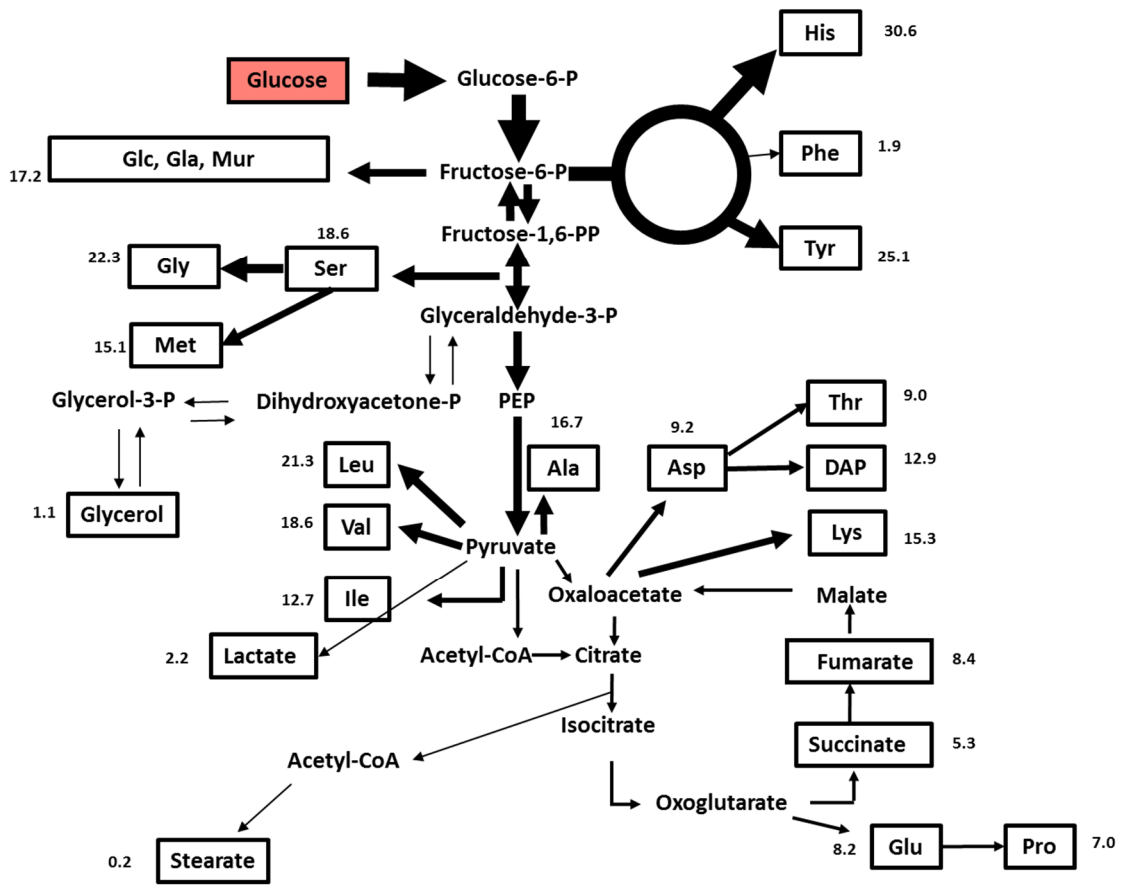 His
30.6
Glucose
Glucose-6-P
Glc, Gla, Mur
17.2
Fructose-6-P
Phe
1.9
Fructose-1,6-PP
Tyr
25.1
18.6
22.3
Gly
Ser
Glyceraldehyde-3-P
15.1
Met
Glycerol-3-P
Dihydroxyacetone-P
PEP
Thr
9.0
16.7
9.2
21.3
Leu
Ala
Asp
DAP
12.9
1.1
Glycerol
18.6
Val
Lys
15.3
Pyruvate
12.7
Ile
Oxaloacetate
Malate
2.2
Lactate
Acetyl-CoA
Citrate
Fumarate
8.4
Isocitrate
Succinate
5.3
Acetyl-CoA
Oxoglutarate
0.2
Stearate
8.2
Glu
Pro
7.0